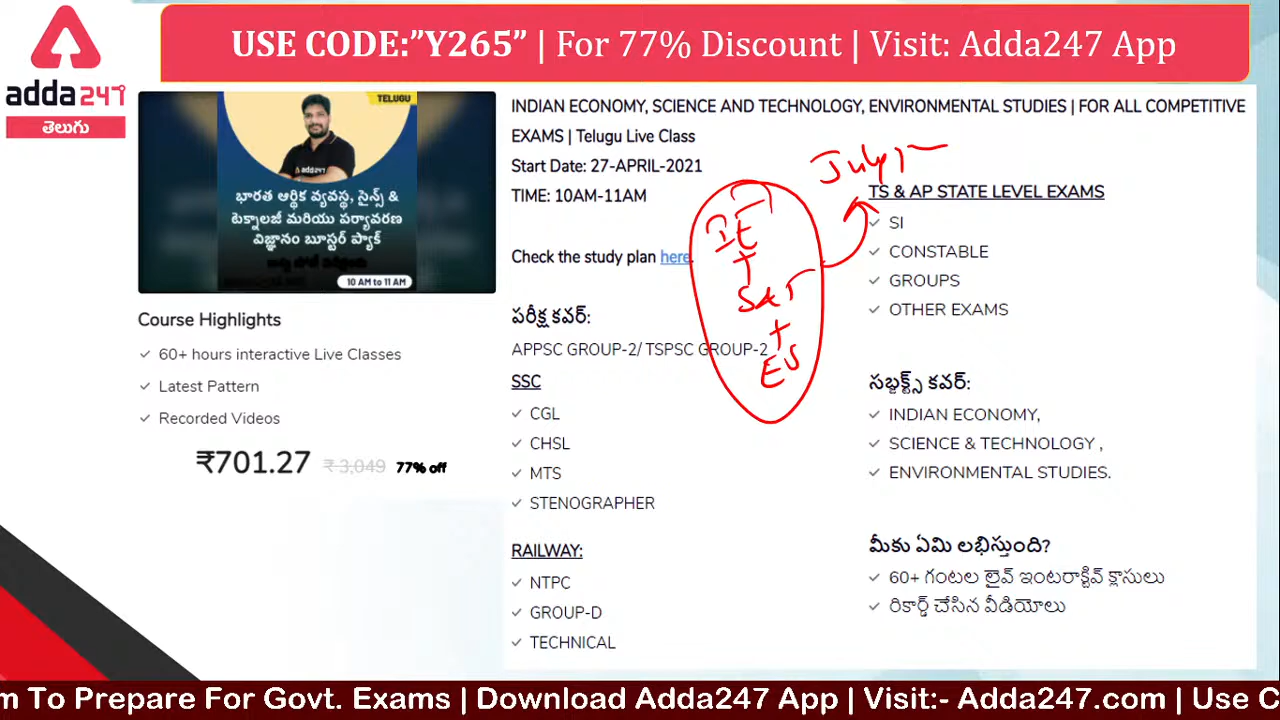 USE CODE:”Y265” | For 77% Discount | Visit: Adda247 App
adda247
తెలుగు
TELUGU
adda247
భారత ఆర్థిక వ్యవస్థ, సైన్స్ &
టెక్నాలజీ మరియు పర్యావరణ
విజ్ఞానం బూస్టర్ ప్యాక్
10 AM to 11 AM
Course Highlights
60+ hours interactive Live Classes
Latest Pattern
Recorded Videos
₹701.27 ₹ 3,049 77% off
INDIAN ECONOMY, SCIENCE AND TECHNOLOGY, ENVIRONMENTAL STUDIES | FOR ALL COMPETITIVE
EXAMS | Telugu Live Class
Start Date: 27-APRIL-2021
TIME: 10AM-11AM
Check the study plan here.
పరీక్ష కవర్:
APPSC GROUP-2/ TSPSC GROUP-2
SSC
CGL
CHSL
MTS
STENOGRAPHER
RAILWAY:
NTPC
GROUP-D
TECHNICAL
IE
+
S&T
+
ES
July
TS & AP STATE LEVEL EXAMS
SI
CONSTABLE
GROUPS
OTHER EXAMS
సబ్జెక్ట్స్ కవర్:
INDIAN ECONOMY,
SCIENCE & TECHNOLOGY ,
ENVIRONMENTAL STUDIES.
మీకు ఏమి లభిస్తుంది?
60+ గంటల లైవ్ ఇంటరాక్టివ్ క్లాసులు
రికార్డ్ చేసిన వీడియోలు
m To Prepare For Govt. Exams | Download Adda247 App | Visit:- Adda247.com | Use C